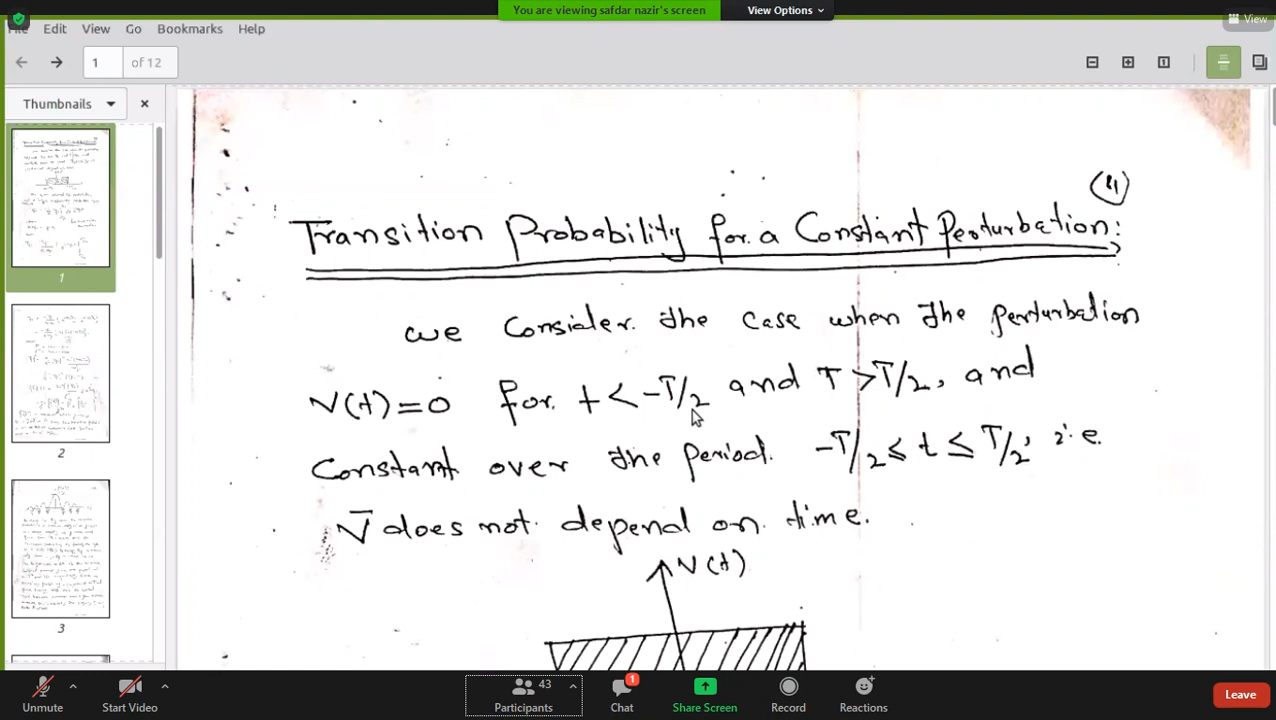 You are viewing safdar nazir's screen
View Options
View
File Edit View Go Bookmarks Help
1 of 12
Thumbnails
1
2
3
(4)
Transition Probability for a Constant Perturbation:
we Consider the case when the perturbation
V(t)=0 for t < -T/2 and T > T/2, and
Constant over the period. -T/2 ≤ t ≤ T/2, i.e.
V does not depend on time.
V(t)
Unmute
Start Video
43
Participants
1
Chat
Share Screen
Record
Reactions
Leave